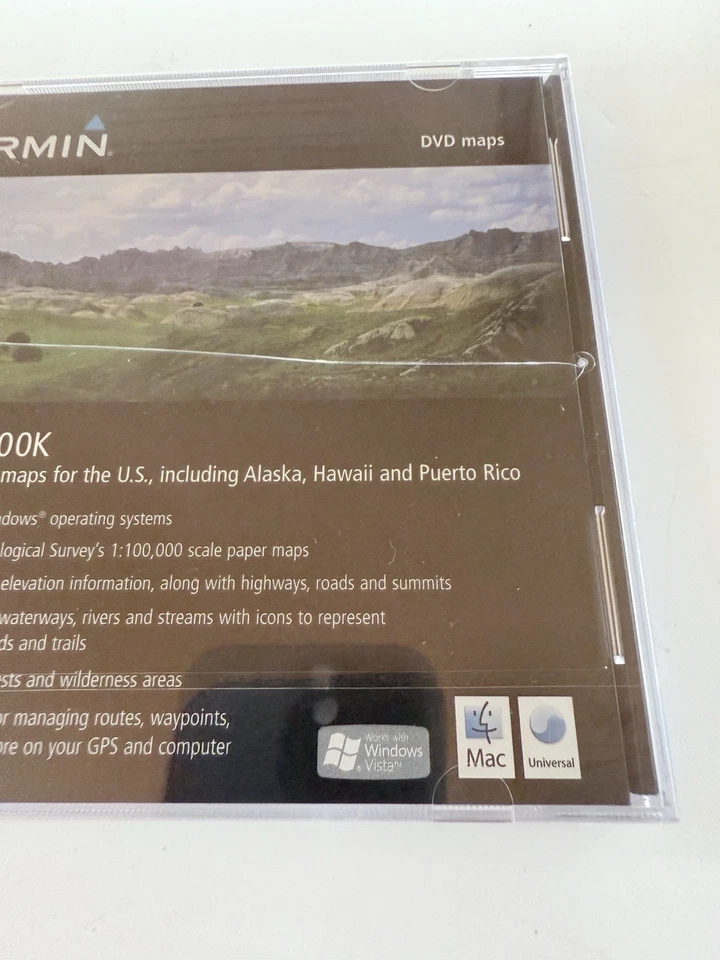 RMIN
DVD maps
00K
maps for the U.S., including Alaska, Hawaii and Puerto Rico
ndows® operating systems
logical Survey's 1:100,000 scale paper maps
elevation information, along with highways, roads and summits
waterways, rivers and streams with icons to represent
ds and trails
sts and wilderness areas
or managing routes, waypoints,
ore on your GPS and computer
Works with
Windows
Vista™
Mac
Universal